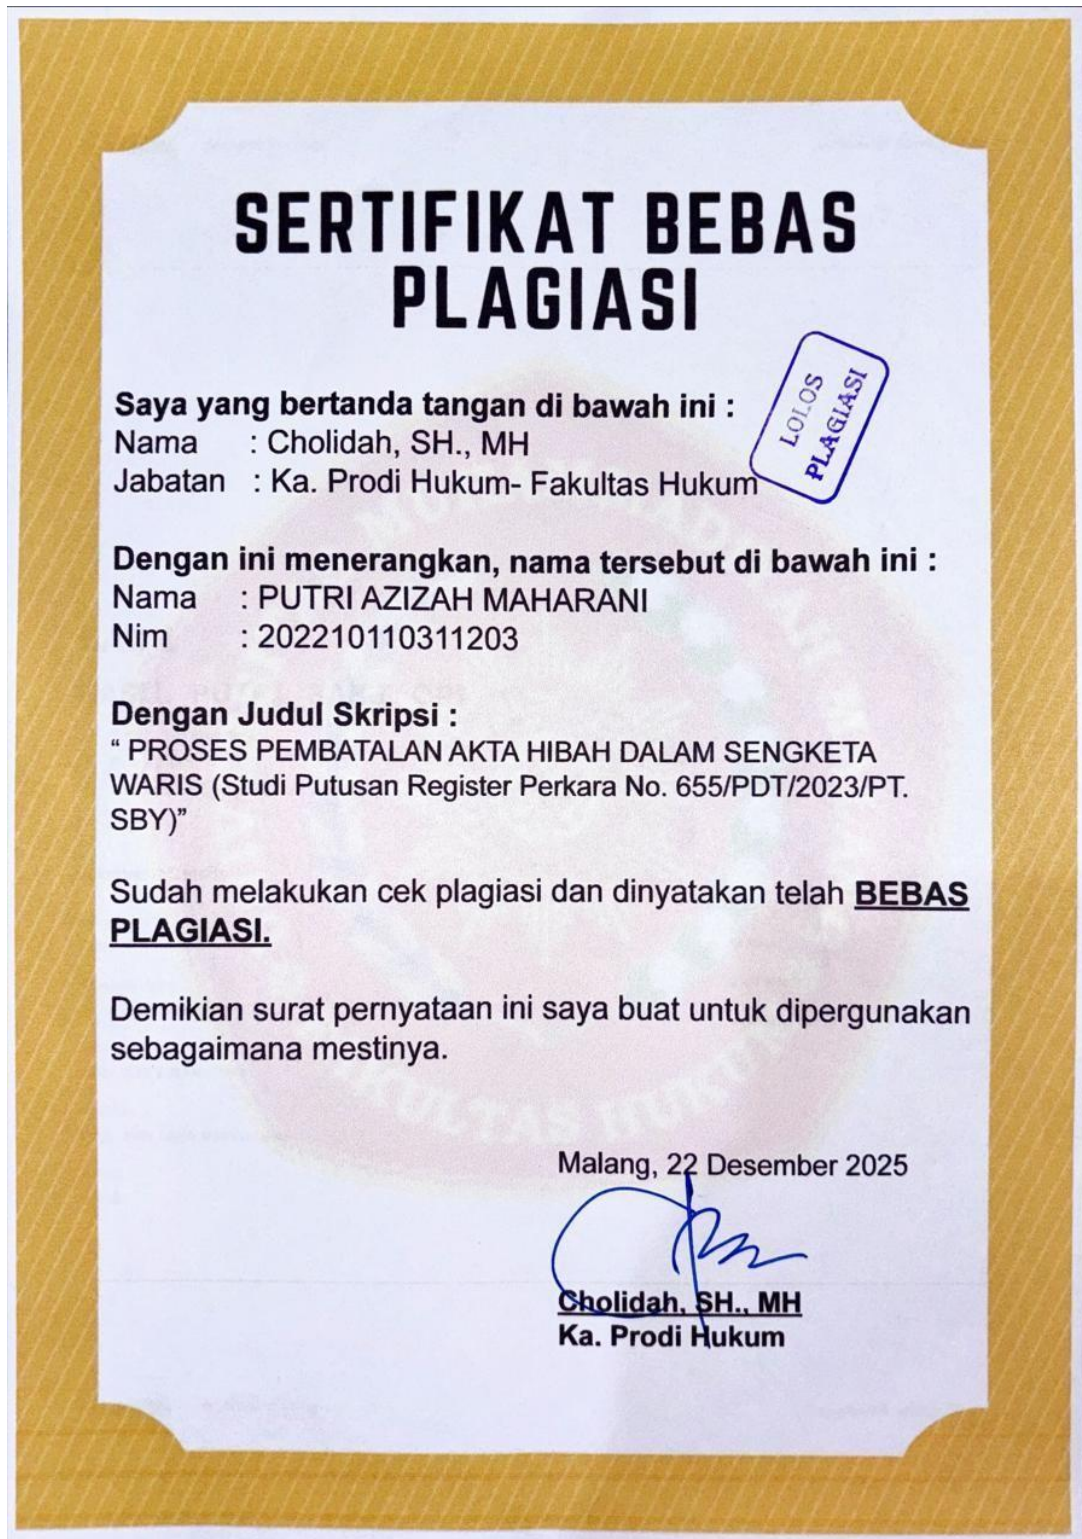 SERTIFIKAT BEBAS
PLAGIASI
LOLOS
PLAGIASI
Saya yang bertanda tangan di bawah ini :
Nama : Cholidah, SH., MH
Jabatan : Ka. Prodi Hukum- Fakultas Hukum
Dengan ini menerangkan, nama tersebut di bawah ini :
Nama : PUTRI AZIZAH MAHARANI
Nim : 202210110311203
Dengan Judul Skripsi :
“ PROSES PEMBATALAN AKTA HIBAH DALAM SENGKETA
WARIS (Studi Putusan Register Perkara No. 655/PDT/2023/PT.
SBY)”
Sudah melakukan cek plagiasi dan dinyatakan telah BEBAS
PLAGIASI.
Demikian surat pernyataan ini saya buat untuk dipergunakan
sebagaimana mestinya.
FAKULTAS HUKUM
Malang, 22 Desember 2025
Cholidah, SH., MH
Ka. Prodi Hukum